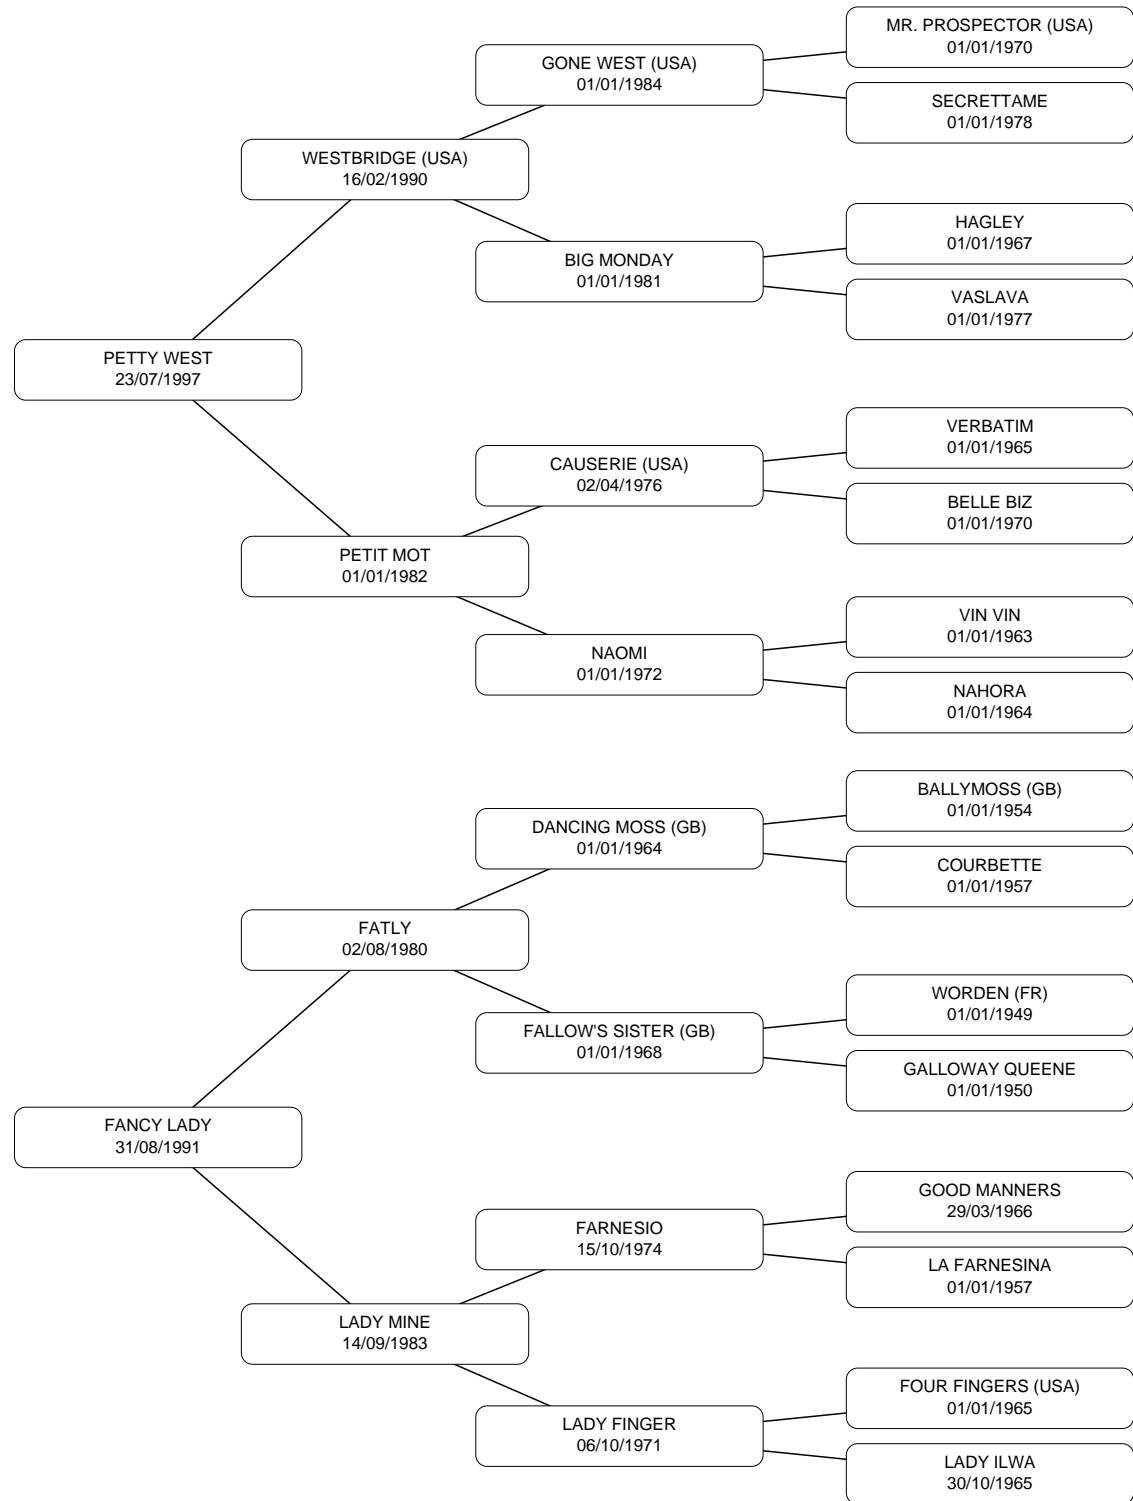 MR. PROSPECTOR (USA)
01/01/1970
GONE WEST (USA)
01/01/1984
SECRETTAME
01/01/1978
WESTBRIDGE (USA)
16/02/1990
HAGLEY
01/01/1967
BIG MONDAY
01/01/1981
VASLAVA
01/01/1977
PETTY WEST
23/07/1997
VERBATIM
01/01/1965
CAUSERIE (USA)
02/04/1976
BELLE BIZ
01/01/1970
PETIT MOT
01/01/1982
VIN VIN
01/01/1963
NAOMI
01/01/1972
NAHORA
01/01/1964
BALLYMOSS (GB)
01/01/1954
DANCING MOSS (GB)
01/01/1964
COURBETTE
01/01/1957
FATLY
02/08/1980
WORDEN (FR)
01/01/1949
FALLOW'S SISTER (GB)
01/01/1968
GALLOWAY QUEENE
01/01/1950
FANCY LADY
31/08/1991
GOOD MANNERS
29/03/1966
FARNESIO
15/10/1974
LA FARNESINA
01/01/1957
LADY MINE
14/09/1983
FOUR FINGERS (USA)
01/01/1965
LADY FINGER
06/10/1971
LADY ILWA
30/10/1965